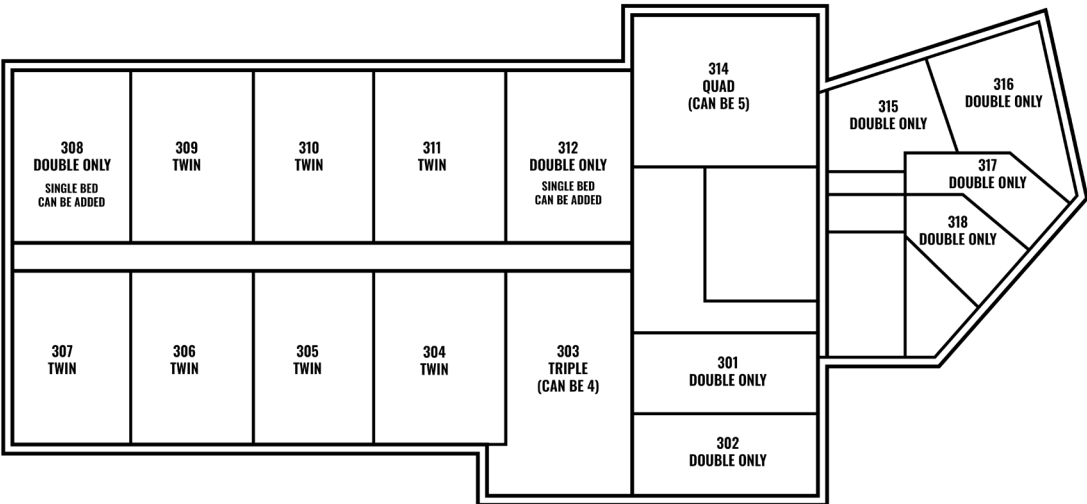 314
QUAD
(CAN BE 5)
316
DOUBLE ONLY
315
DOUBLE ONLY
308
DOUBLE ONLY
SINGLE BED
CAN BE ADDED
309
TWIN
310
TWIN
311
TWIN
312
DOUBLE ONLY
SINGLE BED
CAN BE ADDED
317
DOUBLE ONLY
318
DOUBLE ONLY
307
TWIN
306
TWIN
305
TWIN
304
TWIN
303
TRIPLE
(CAN BE 4)
301
DOUBLE ONLY
302
DOUBLE ONLY